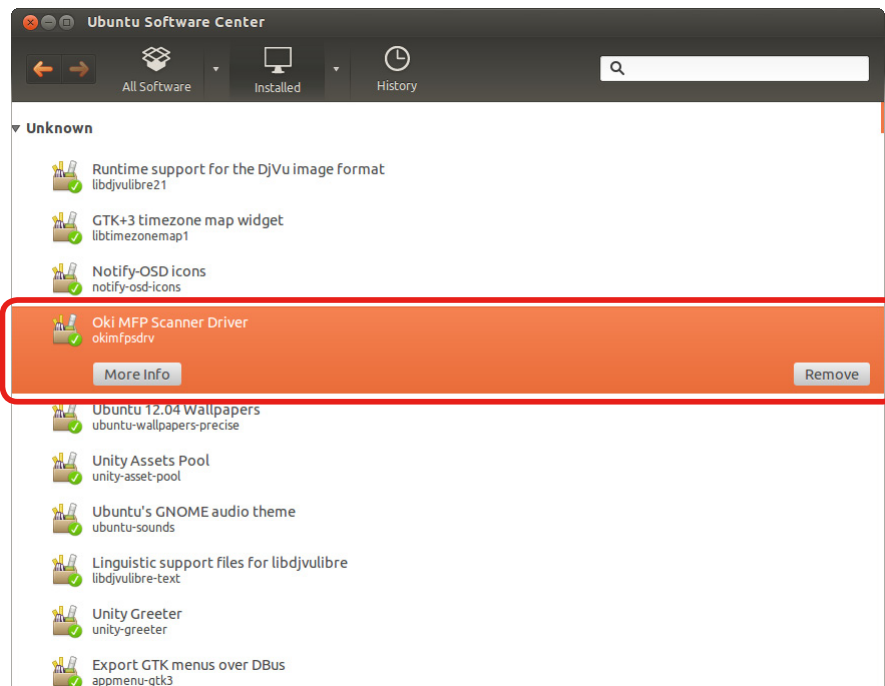 Ubuntu Software Center
All Software
Installed
History
Unknown
Runtime support for the DjVu image format
libdjvulibre21
GTK+3 timezone map widget
libtimezonemap1
Notify-OSD icons
notify-osd-icons
Oki MFP Scanner Driver
okimfpsdrv
More Info
Remove
Ubuntu 12.04 Wallpapers
ubuntu-wallpapers-precise
Unity Assets Pool
unity-asset-pool
Ubuntu's GNOME audio theme
ubuntu-sounds
Linguistic support files for libdjvulibre
libdjvulibre-text
Unity Greeter
unity-greeter
Export GTK menus over DBus
appmenu-gtk3